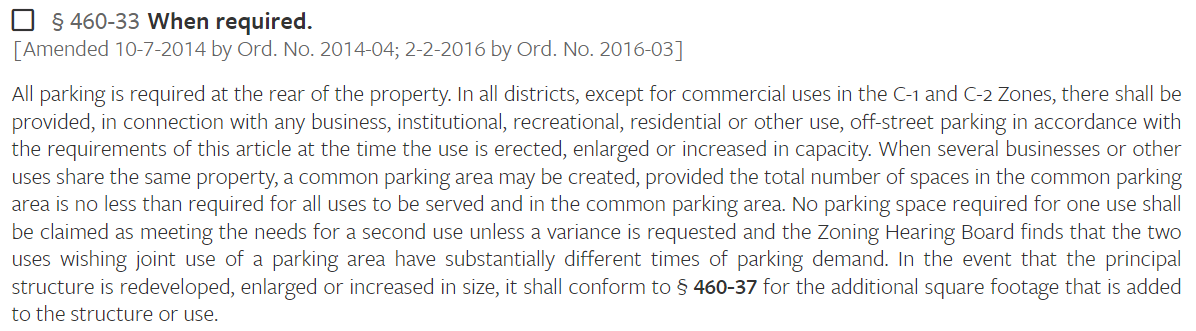 § 460-33 When required.
[Amended 10-7-2014 by Ord. No. 2014-04; 2-2-2016 by Ord. No. 2016-03]
All parking is required at the rear of the property. In all districts, except for commercial uses in the C-1 and C-2 Zones, there shall be
provided, in connection with any business, institutional, recreational, residential or other use, off-street parking in accordance with
the requirements of this article at the time the use is erected, enlarged or increased in capacity. When several businesses or other
uses share the same property, a common parking area may be created, provided the total number of spaces in the common parking
area is no less than required for all uses to be served and in the common parking area. No parking space required for one use shall
be claimed as meeting the needs for a second use unless a variance is requested and the Zoning Hearing Board finds that the two
uses wishing joint use of a parking area have substantially different times of parking demand. In the event that the principal
structure is redeveloped, enlarged or increased in size, it shall conform to § 460-37 for the additional square footage that is added
to the structure or use.